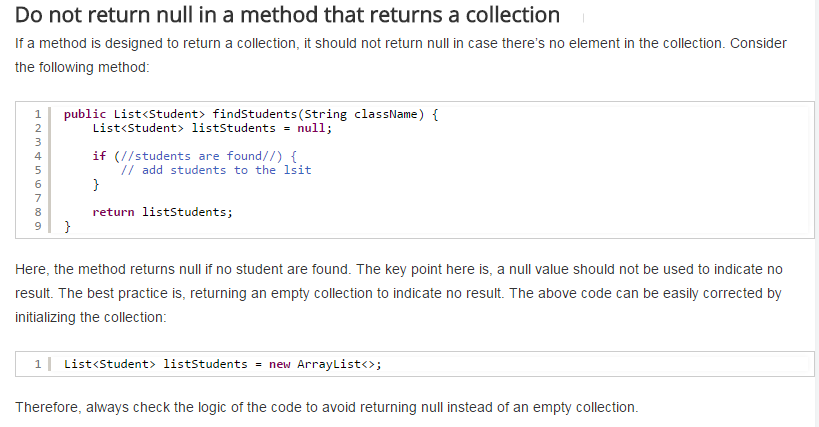 Do not return null in a method that returns a collection
If a method is designed to return a collection, it should not return null in case there's no element in the collection. Consider
the following method:
1 public List<Student> findStudents(String className) {
2     List<Student> listStudents = null;
3
4     if (//students are found//) {
5         // add students to the lsit
6     }
7
8     return listStudents;
9 }
Here, the method returns null if no student are found. The key point here is, a null value should not be used to indicate no
result. The best practice is, returning an empty collection to indicate no result. The above code can be easily corrected by
initializing the collection:
1 List<Student> listStudents = new ArrayList<>;
Therefore, always check the logic of the code to avoid returning null instead of an empty collection.